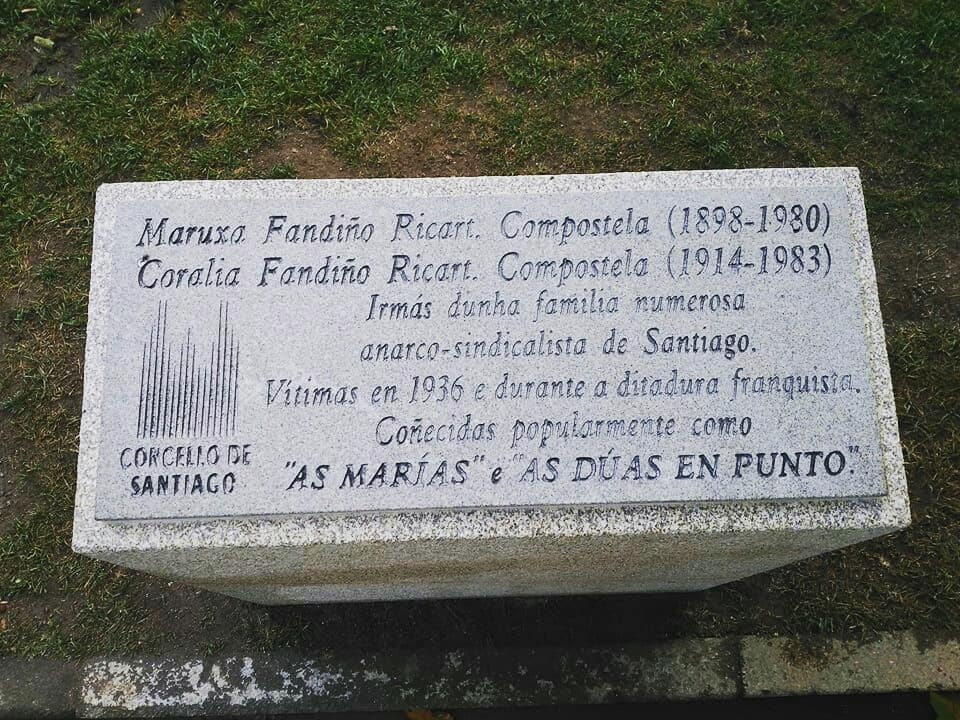 Maruxa Fandiño Ricart. Compostela (1898-1980)
Coralia Fandiño Ricart. Compostela (1914-1983)
Irmás dunha familia numerosa
anarco-sindicalista de Santiago.
Vítimas en 1936 e durante a ditadura franquista.
Coñecidas popularmente como
"AS MARÍAS" e "AS DÚAS EN PUNTO".
CONCELLO DE
SANTIAGO